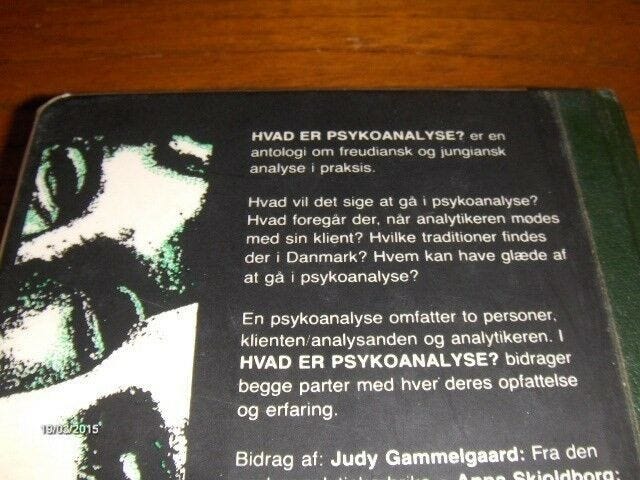 HVAD ER PSYKOANALYSE? er en
antologi om freudiansk og jungiansk
analyse i praksis.
Hvad vil det sige at gå i psykoanalyse?
Hvad foregår der, når analytikeren mødes
med sin klient? Hvilke traditioner findes
der i Danmark? Hvem kan have glæde af
at gå i psykoanalyse?
En psykoanalyse omfatter to personer,
klienten/analysanden og analytikeren. I
HVAD ER PSYKOANALYSE? bidrager
begge parter med hver deres opfattelse
og erfaring.
Bidrag af: Judy Gammelgaard: Fra den
Anna Skjoldborg:
19/03/2015